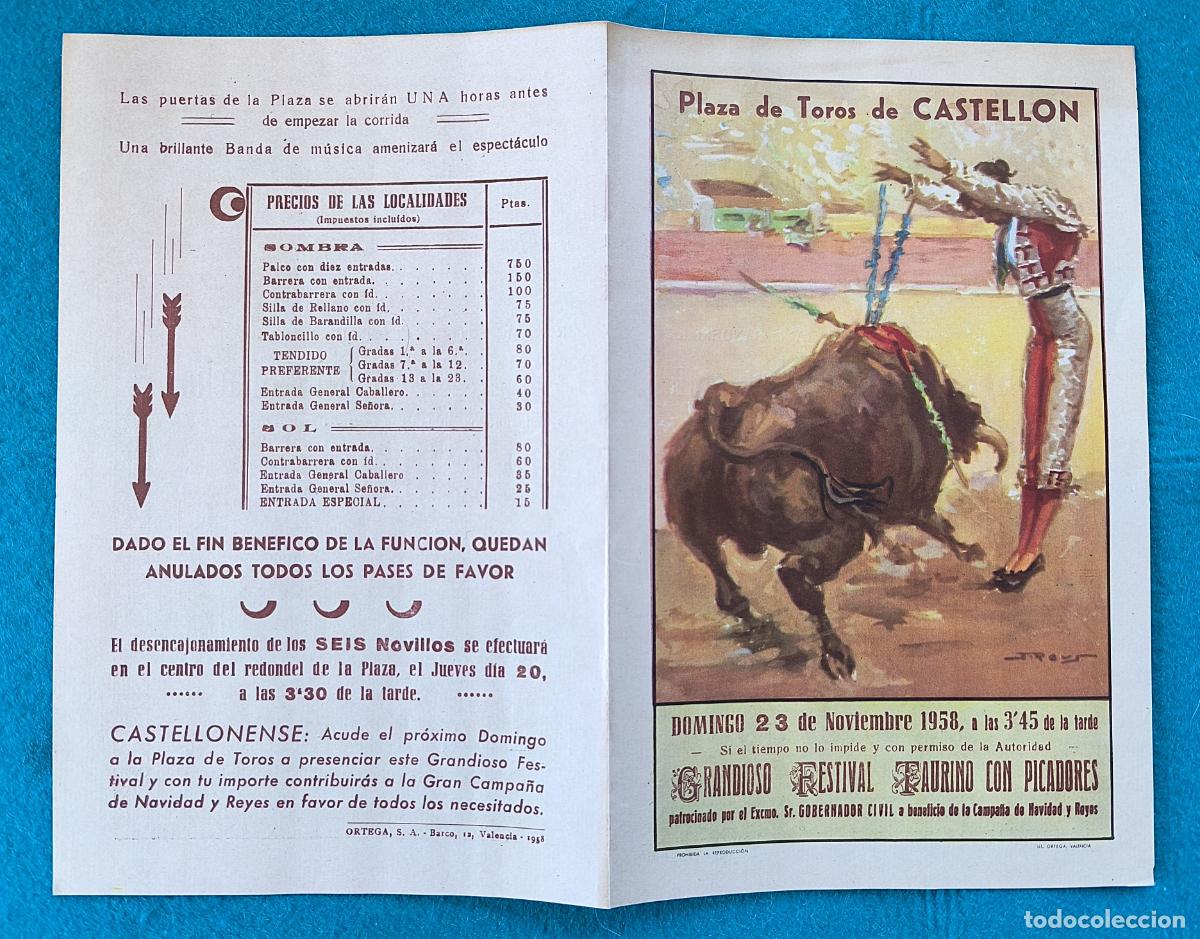 Las puertas de la Plaza se abrirán UNA horas antes
de empezar la corrida
Una brillante Banda de música amenizará el espectáculo
PRECIOS DE LAS LOCALIDADES
(Impuestos incluídos)
Ptas.
SOMBRA
Palco con diez entradas. . . . . . . 750
Barrera con entrada. . . . . . . . 150
Contrabarrera con íd. . . . . . . . 100
Silla de Rellano con íd. . . . . . . 75
Silla de Barandilla con íd. . . . . . 75
Tabloncillo con íd. . . . . . . . . 70
TENDIDO PREFERENTE
Gradas 1.ª a la 6.ª. . . 80
Gradas 7.ª a la 12. . . 70
Gradas 13 a la 23. . . 60
Entrada General Caballero. . . . . . 40
Entrada General Señora. . . . . . . 30
SOL
Barrera con entrada. . . . . . . . 80
Contrabarrera con íd. . . . . . . . 60
Entrada General Caballero . . . . . . 35
Entrada General Señora. . . . . . . 25
ENTRADA ESPECIAL. . . . . . . . 15
DADO EL FIN BENEFICO DE LA FUNCION, QUEDAN
ANULADOS TODOS LOS PASES DE FAVOR
El desencajonamiento de los SEIS Novillos se efectuará
en el centro del redondel de la Plaza, el Jueves día 20,
a las 3'30 de la tarde.
CASTELLONENSE: Acude el próximo Domingo
a la Plaza de Toros a presenciar este Grandioso Fes-
tival y con tu importe contribuirás a la Gran Campaña
de Navidad y Reyes en favor de todos los necesitados.
ORTEGA, S. A. - Barco, 12, Valencia - 1958
Plaza de Toros de CASTELLON
J. Reus
DOMINGO 23 de Noviembre 1958, a las 3'45 de la tarde
Si el tiempo no lo impide y con permiso de la Autoridad
GRANDIOSO FESTIVAL TAURINO CON PICADORES
patrocinado por el Excmo. Sr. GOBERNADOR CIVIL a beneficio de la Campaña de Navidad y Reyes
PROHIBIDA LA REPRODUCCIÓN
LIT. ORTEGA, VALENCIA
todocoleccion